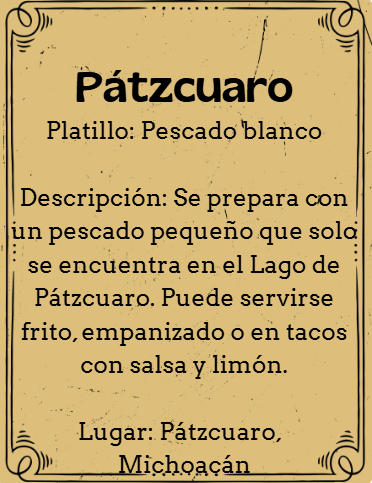 Pátzcuaro
Platillo: Pescado blanco
Descripción: Se prepara con
un pescado pequeño que solo
se encuentra en el Lago de
Pátzcuaro. Puede servirse
frito, empanizado o en tacos
con salsa y limón.
Lugar: Pátzcuaro,
Michoacán